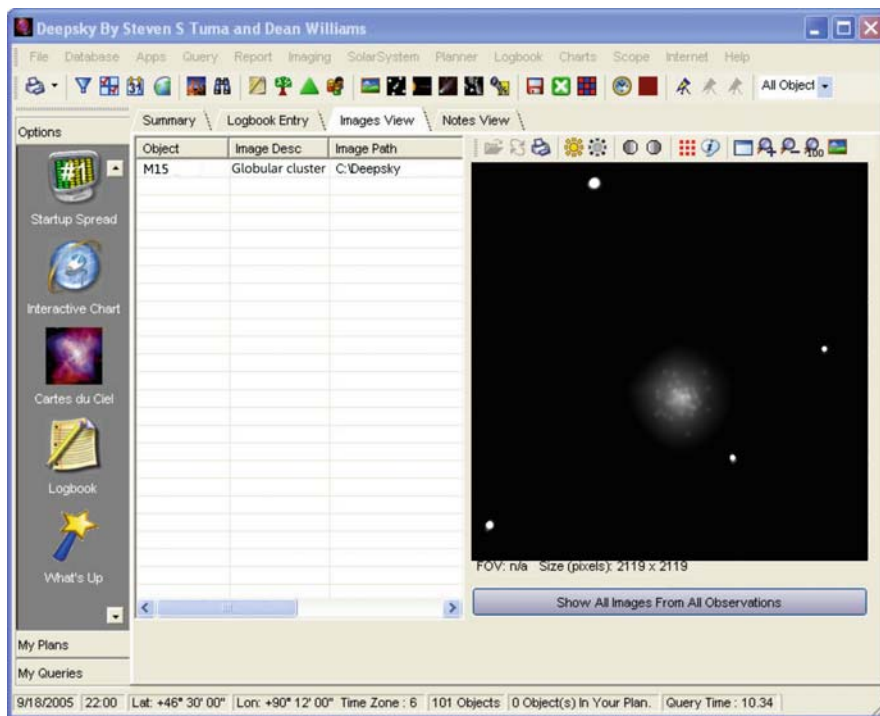 Deepsky By Steven S Tuma and Dean Williams
File Database Apps Query Report Imaging SolarSystem Planner Logbook Charts Scope Internet Help
31
All Object
Options
Summary
Logbook Entry
Images View
Notes View
100
Object
Image Desc
Image Path
M15
Globular cluster
C:\Deepsky
#1
Startup Spread
Interactive Chart
Cartes du Ciel
Logbook
What's Up
FOV: n/a Size (pixels): 2119 x 2119
Show All Images From All Observations
My Plans
My Queries
9/18/2005 22:00 Lat: +46° 30' 00" Lon: +90° 12' 00" Time Zone : 6 101 Objects 0 Object(s) In Your Plan. Query Time : 10.34